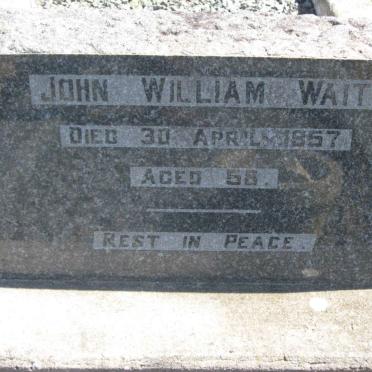 JOHN WILLIAM WAIT
DIED 30 APRIL 1957
AGED 58.
REST IN PEACE.